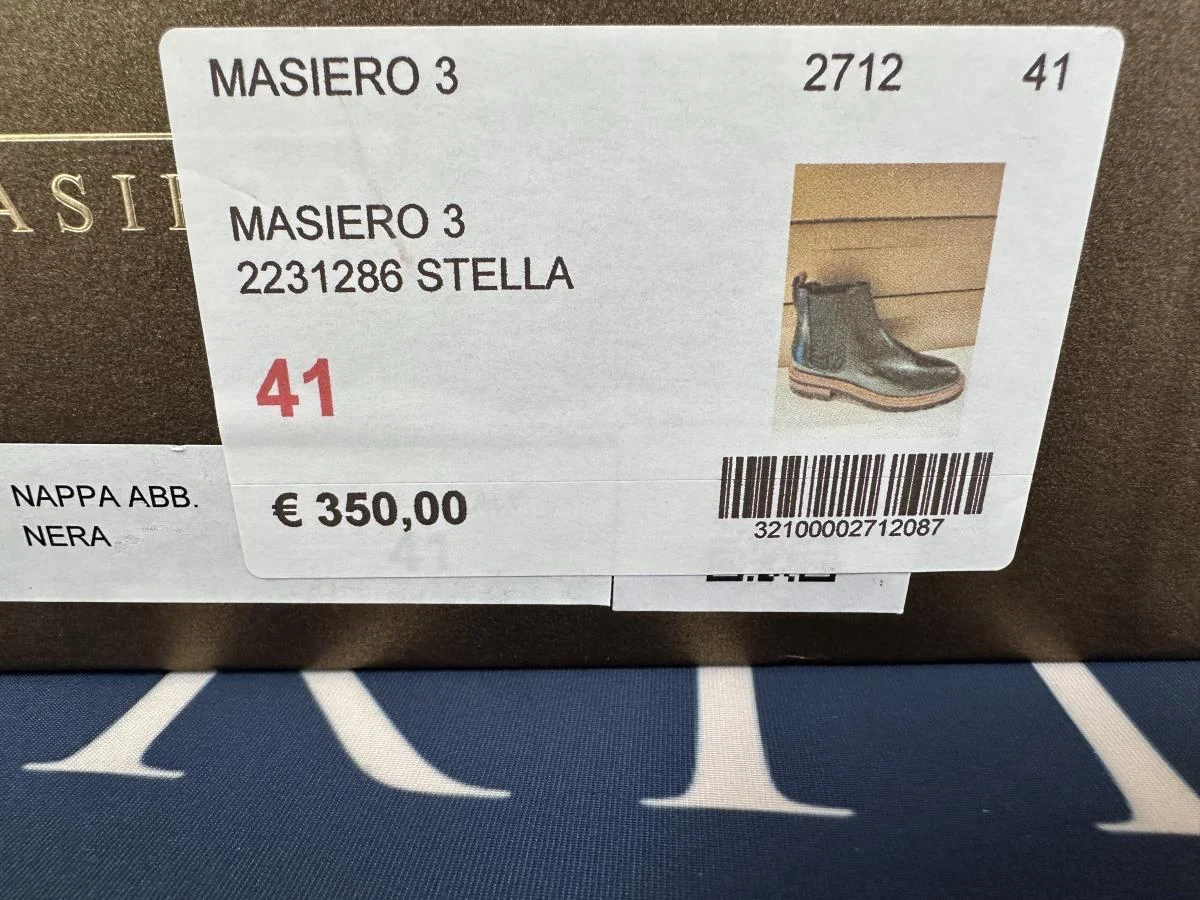 MASIERO 3 2712 41
MASIERO 3
2231286 STELLA
41
€ 350,00
32100002712087
NAPPA ABB.
NERA